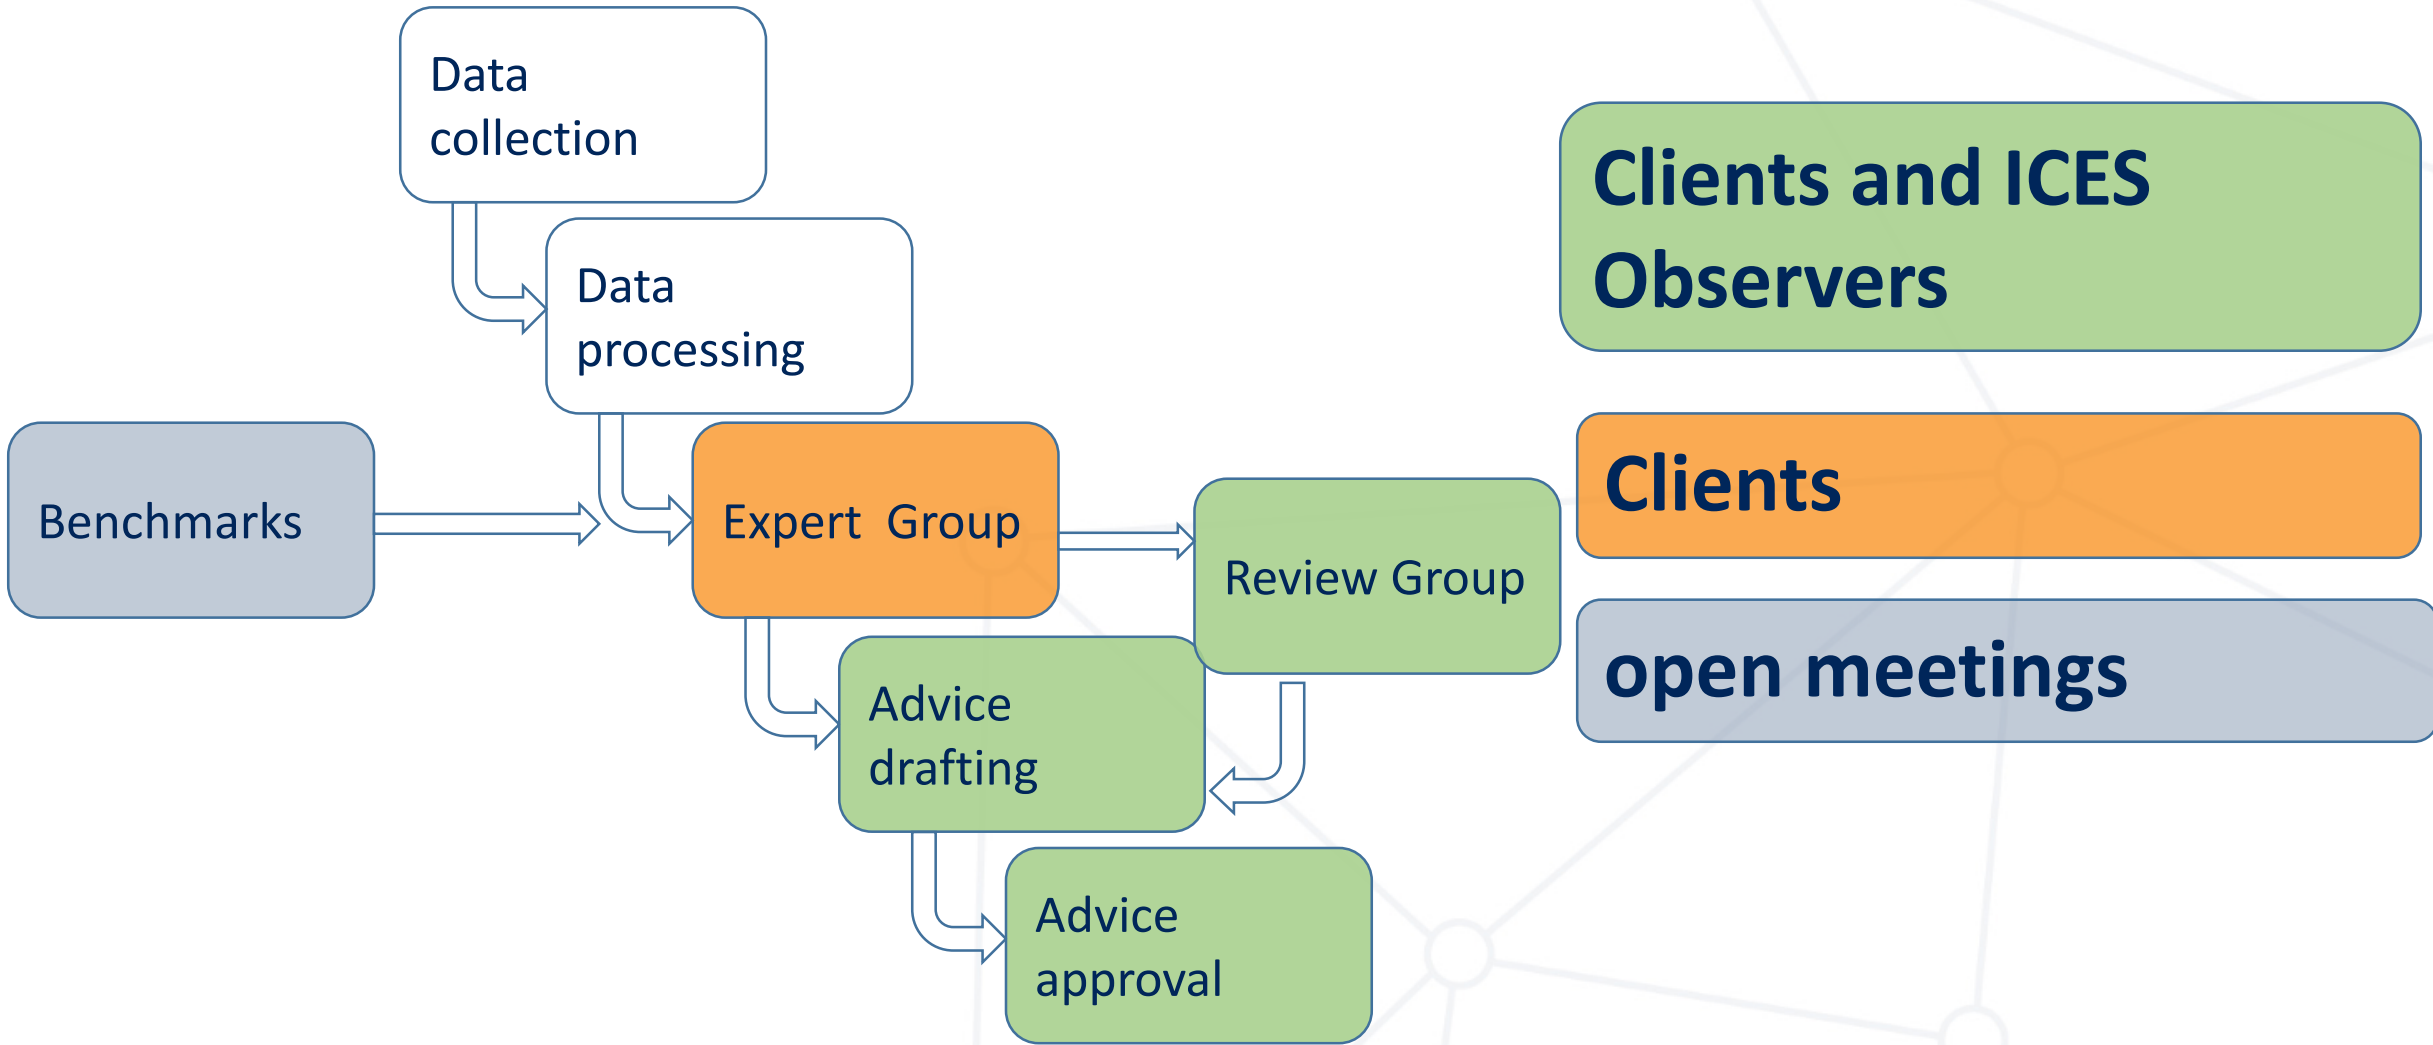 Data
collection
Data
processing
Benchmarks
Expert Group
Review Group
Advice
drafting
Advice
approval
Clients and ICES
Observers
Clients
open meetings